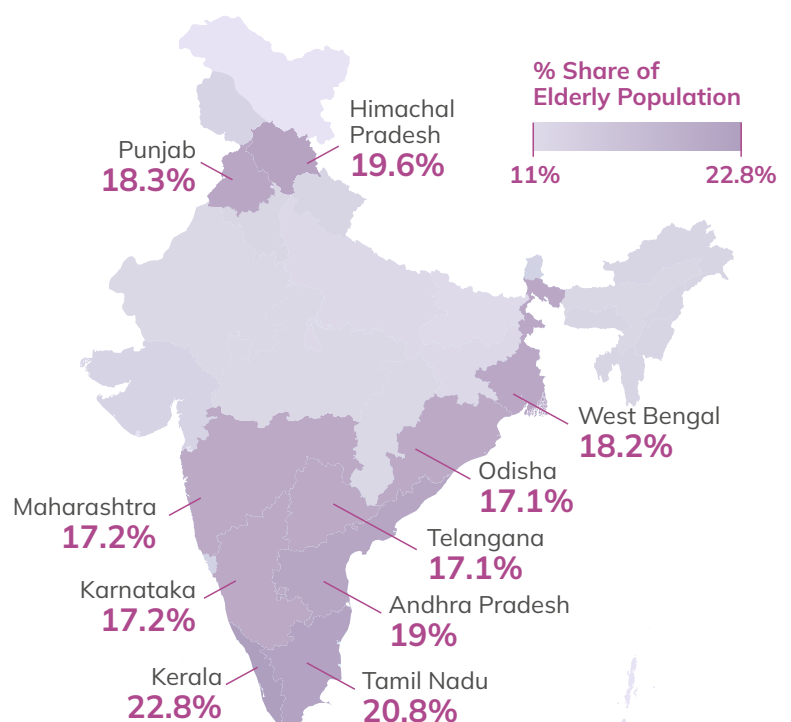 % Share of
Elderly Population
11%
22.8%
Himachal
Pradesh
19.6%
Punjab
18.3%
West Bengal
18.2%
Odisha
17.1%
Maharashtra
17.2%
Telangana
17.1%
Karnataka
17.2%
Andhra Pradesh
19%
Kerala
22.8%
Tamil Nadu
20.8%